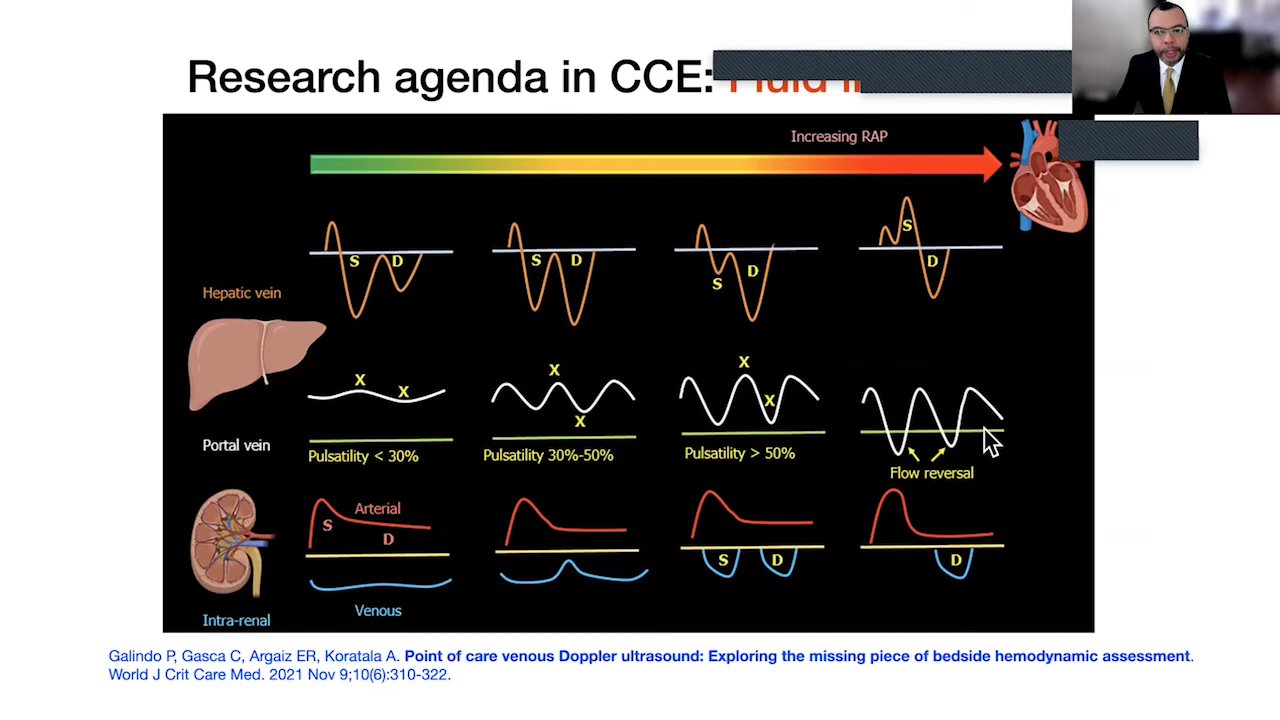 Research agenda in CCE:
Increasing RAP
S D S D S D S D
Hepatic vein
X X X X X X
Portal vein
Pulsatility < 30% Pulsatility 30%-50% Pulsatility > 50% Flow reversal
Arterial
S D
S D D
Venous
Intra-renal
Galindo P, Gasca C, Argaiz ER, Koratala A. Point of care venous Doppler ultrasound: Exploring the missing piece of bedside hemodynamic assessment.
World J Crit Care Med. 2021 Nov 9;10(6):310-322.